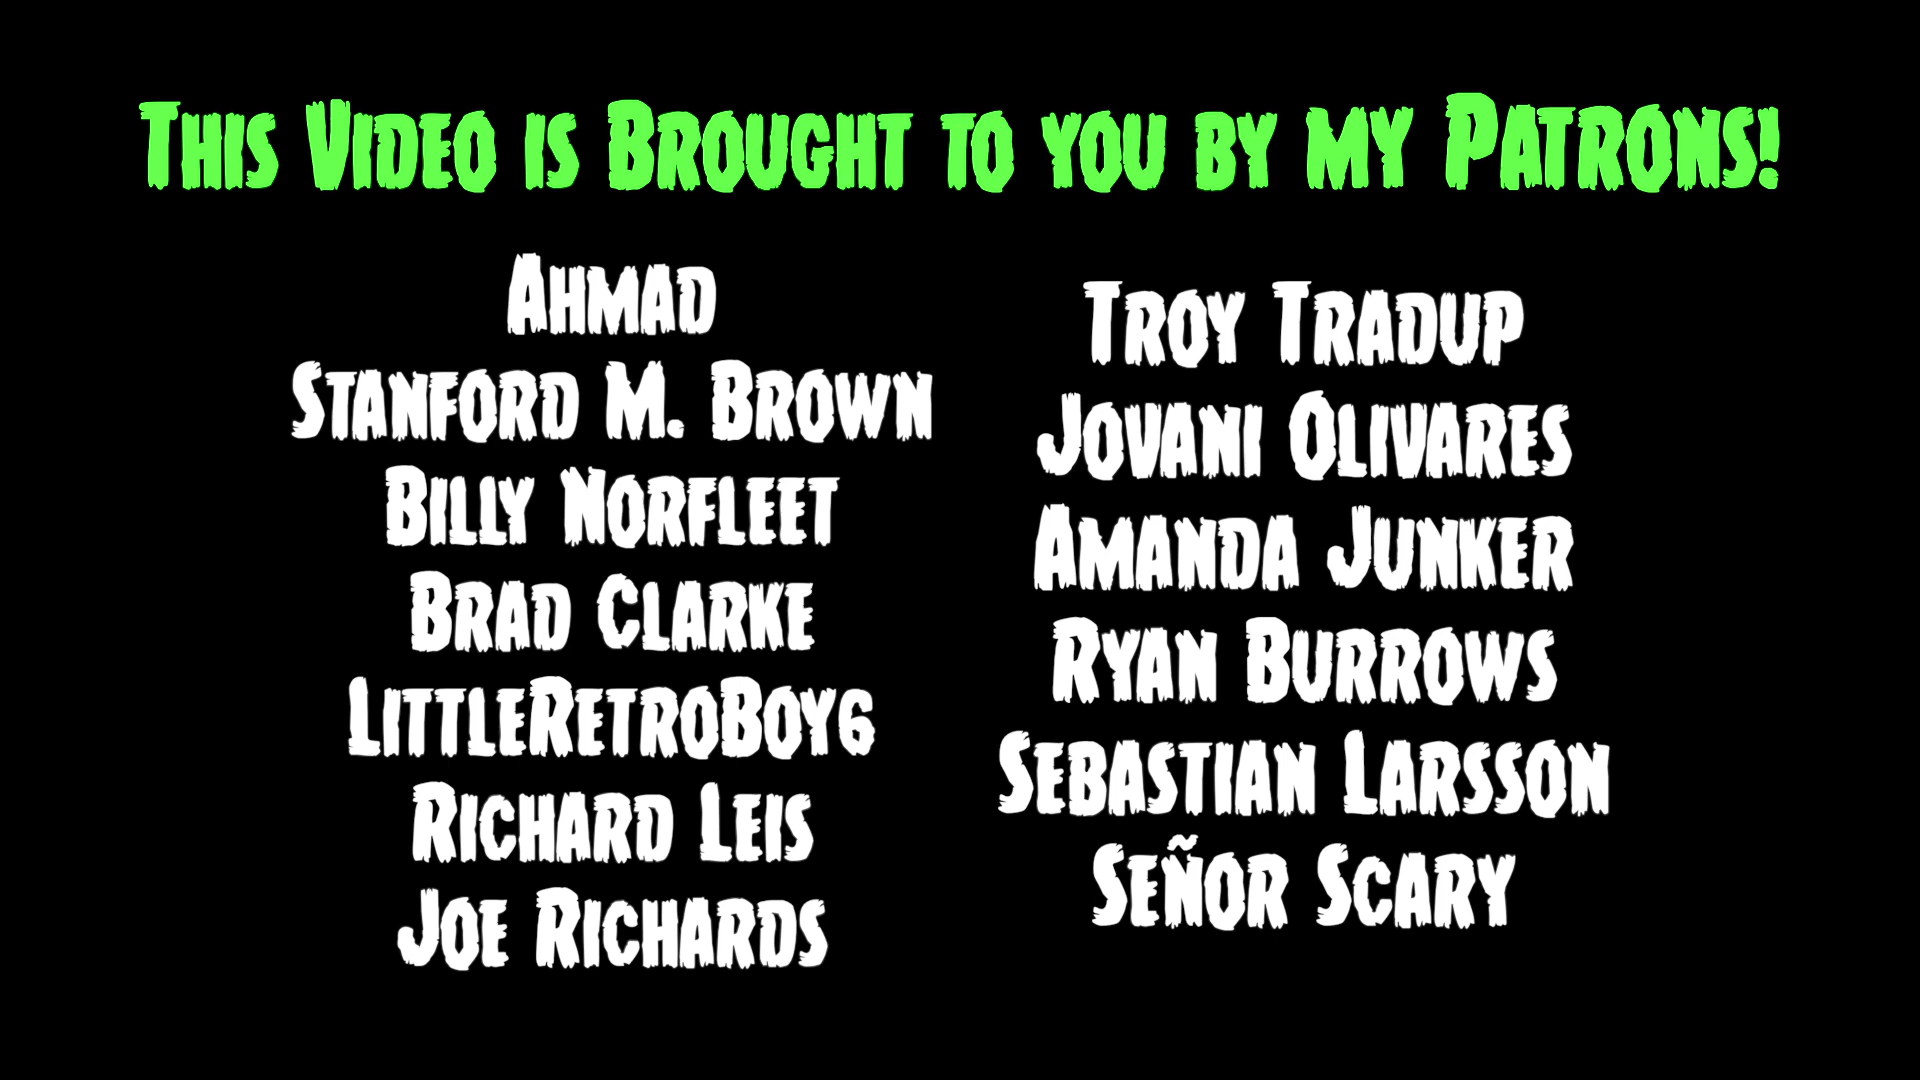 This Video is Brought to you by my Patrons!
Ahmad
Stanford M. Brown
Billy Norfleet
Brad Clarke
LittleRetroBoy6
Richard Leis
Joe Richards
Troy Tradup
Jovani Olivares
Amanda Junker
Ryan Burrows
Sebastian Larsson
Señor Scary